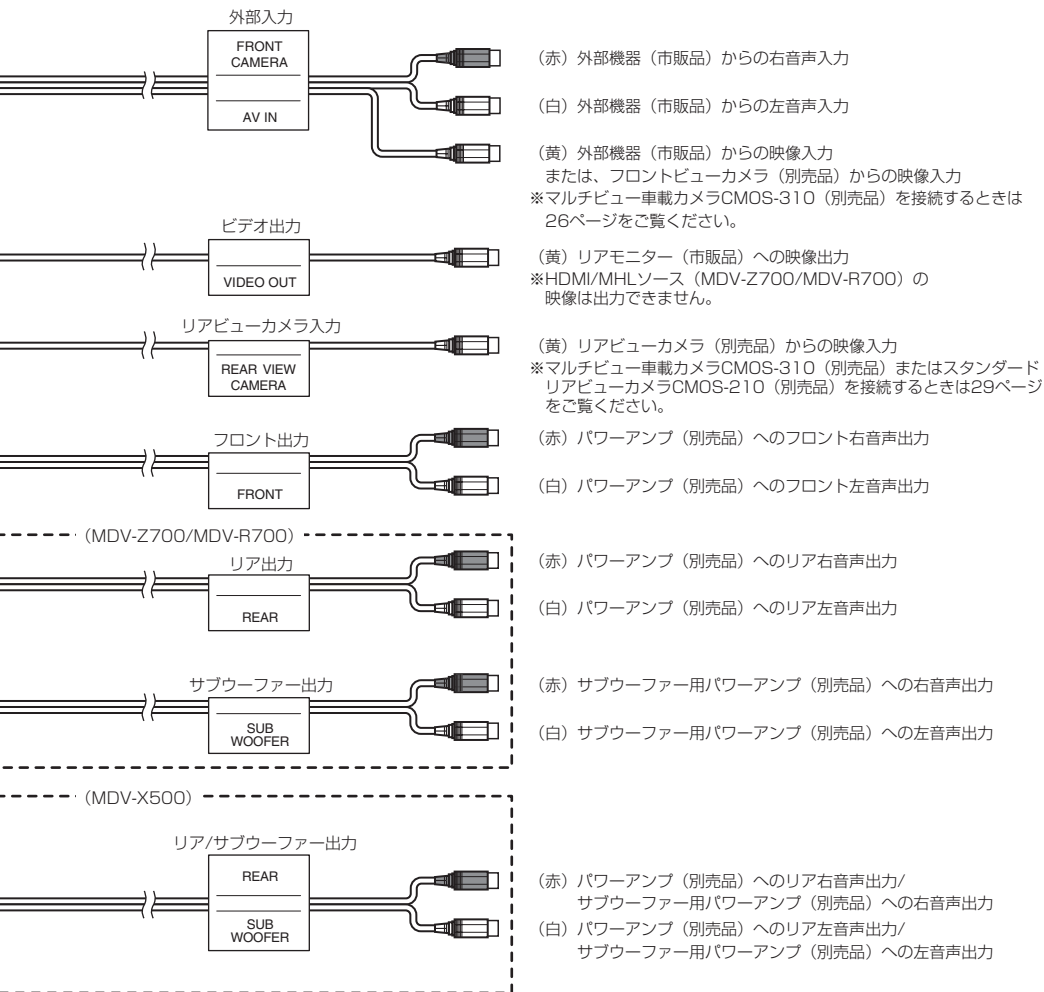 外部入力
FRONT
CAMERA
AV IN
（赤）外部機器（市販品）からの右音声入力
（白）外部機器（市販品）からの左音声入力
（黄）外部機器（市販品）からの映像入力
または、フロントビューカメラ（別売品）からの映像入力
※マルチビュー車載カメラCMOS-310（別売品）を接続するときは
26ページをご覧ください。
ビデオ出力
VIDEO OUT
（黄）リアモニター（市販品）への映像出力
※HDMI/MHLソース（MDV-Z700/MDV-R700）の
映像は出力できません。
リアビューカメラ入力
REAR VIEW
CAMERA
（黄）リアビューカメラ（別売品）からの映像入力
※マルチビュー車載カメラCMOS-310（別売品）またはスタンダード
リアビューカメラCMOS-210（別売品）を接続するときは29ページ
をご覧ください。
フロント出力
FRONT
（赤）パワーアンプ（別売品）へのフロント右音声出力
（白）パワーアンプ（別売品）へのフロント左音声出力
（MDV-Z700/MDV-R700）
リア出力
REAR
（赤）パワーアンプ（別売品）へのリア右音声出力
（白）パワーアンプ（別売品）へのリア左音声出力
サブウーファー出力
SUB
WOOFER
（赤）サブウーファー用パワーアンプ（別売品）への右音声出力
（白）サブウーファー用パワーアンプ（別売品）への左音声出力
（MDV-X500）
リア/サブウーファー出力
REAR
SUB
WOOFER
（赤）パワーアンプ（別売品）へのリア右音声出力/
サブウーファー用パワーアンプ（別売品）への右音声出力
（白）パワーアンプ（別売品）へのリア左音声出力/
サブウーファー用パワーアンプ（別売品）への左音声出力